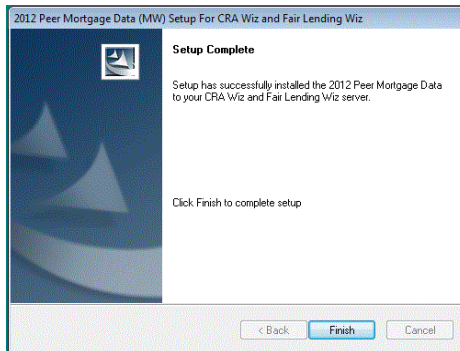 2012 Peer Mortgage Data (MW) Setup For CRA Wiz and Fair Lending Wiz
Setup Complete
Setup has successfully installed the 2012 Peer Mortgage Data
to your CRA Wiz and Fair Lending Wiz server.
Click Finish to complete setup
< Back
Finish
Cancel